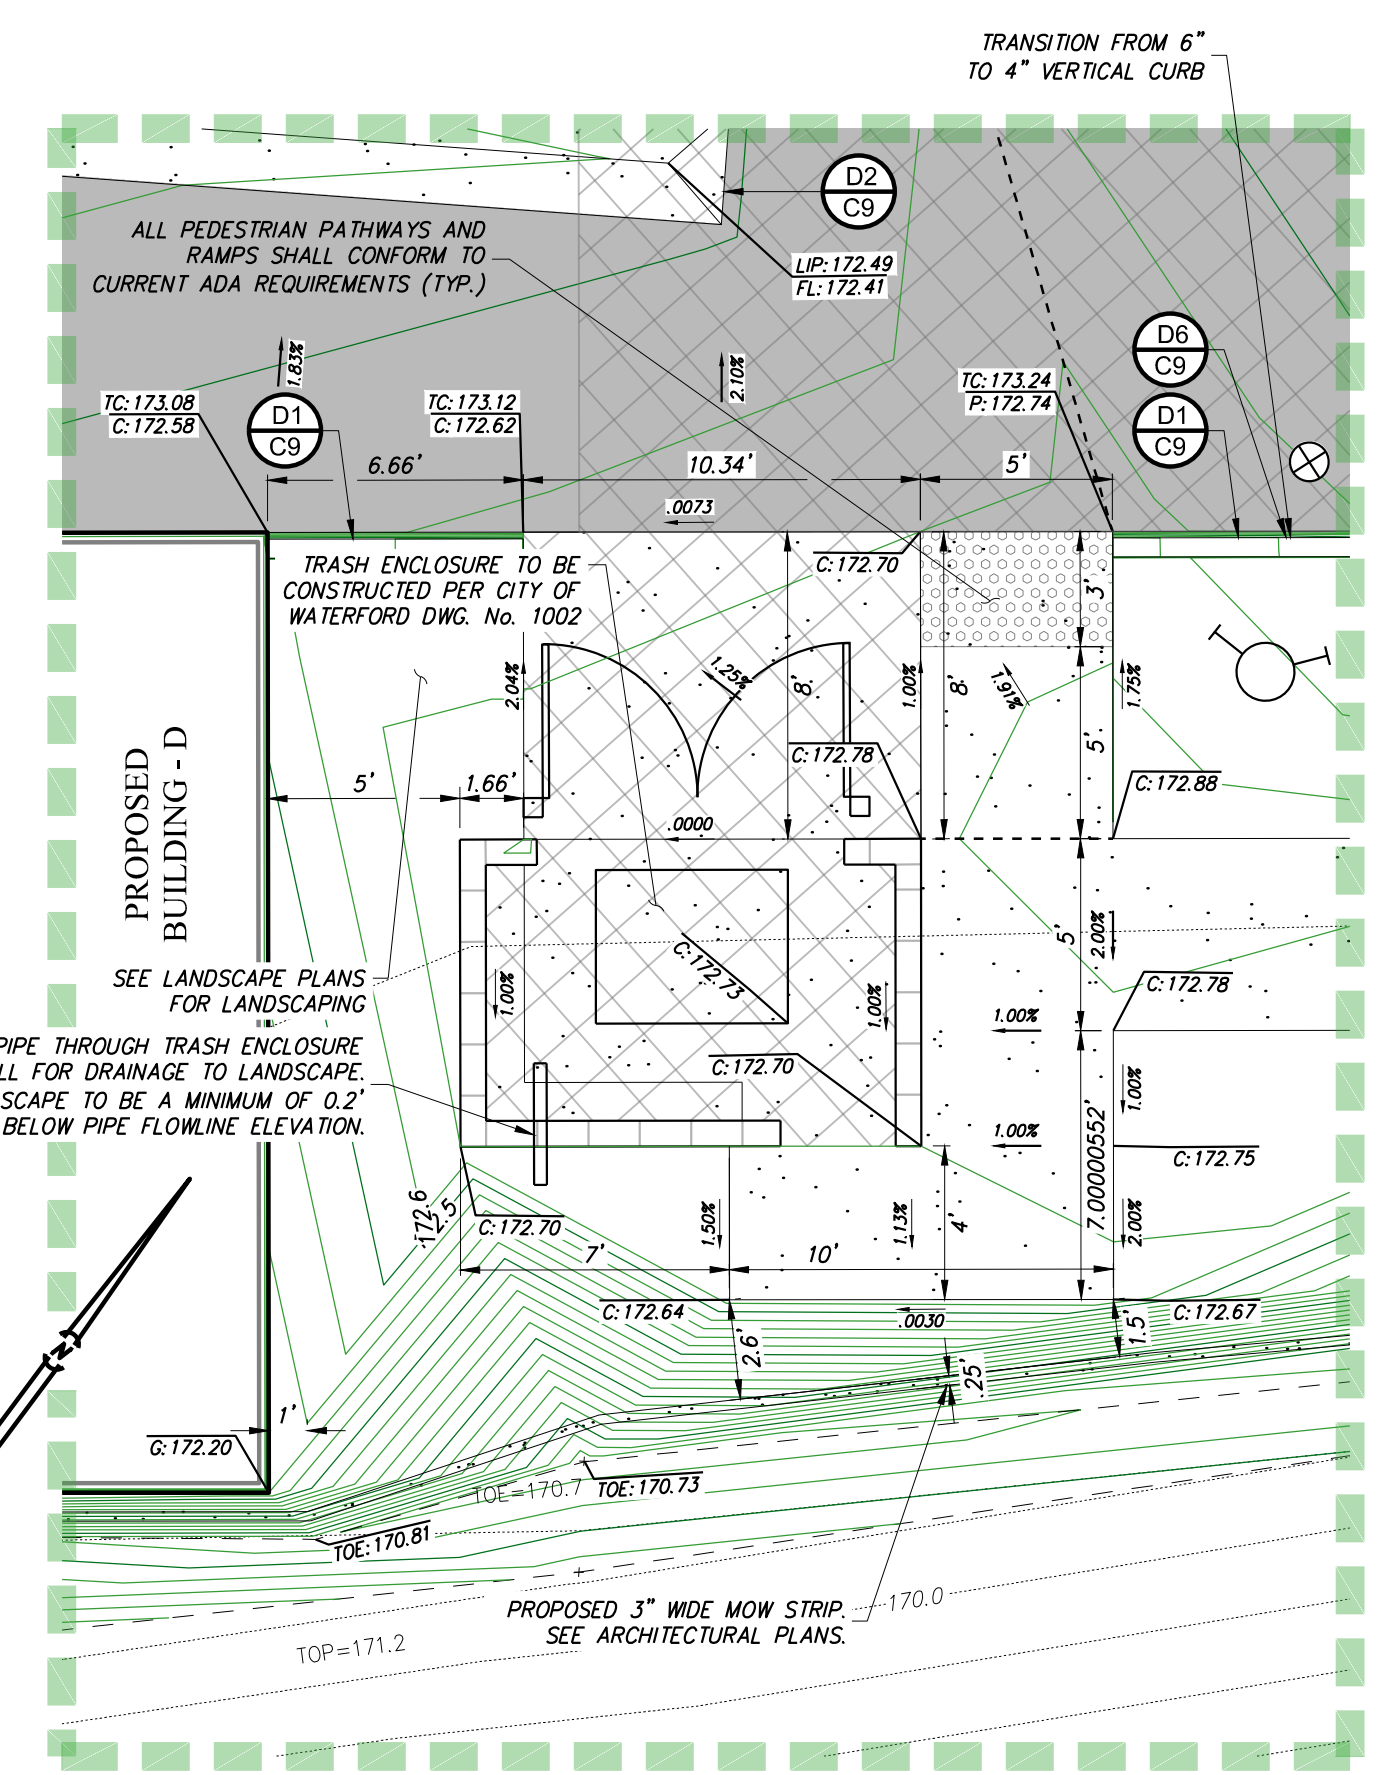 TRANSITION FROM 6”
TO 4” VERTICAL CURB
D2
C9
ALL PEDESTRIAN PATHWAYS AND
RAMPS SHALL CONFORM TO
CURRENT ADA REQUIREMENTS (TYP.)
LIP: 172.49
FL: 172.41
D6
C9
1.83%
2.10%
TC: 173.08
C: 172.58
D1
C9
TC: 173.12
C: 172.62
TC: 173.24
P: 172.74
D1
C9
6.66'
10.34'
5'
.0073
TRASH ENCLOSURE TO BE
CONSTRUCTED PER CITY OF
WATERFORD DWG. No. 1002
C: 172.70
3'
2.04%
1.25%
8'
1.00%
8'
1.91%
1.75%
C: 172.78
5'
C: 172.88
PROPOSED
BUILDING - D
5'
1.66'
.0000
5'
2.00%
C: 172.73
C: 172.78
SEE LANDSCAPE PLANS
FOR LANDSCAPING
1.00%
1.00%
1.00%
PIPE THROUGH TRASH ENCLOSURE
LL FOR DRAINAGE TO LANDSCAPE.
SCAPE TO BE A MINIMUM OF 0.2'
BELOW PIPE FLOWLINE ELEVATION.
C: 172.70
1.00%
1.00%
C: 172.75
7.00000552'
172.6
2.5
C: 172.70
1.50%
1.13%
4'
2.00%
7'
10'
C: 172.64
.0030
C: 172.67
2.6'
1.5'
.25'
N
1'
G: 172.20
TOE=170.7
TOE: 170.73
TOE: 170.81
PROPOSED 3” WIDE MOW STRIP.
SEE ARCHITECTURAL PLANS.
170.0
TOP=171.2